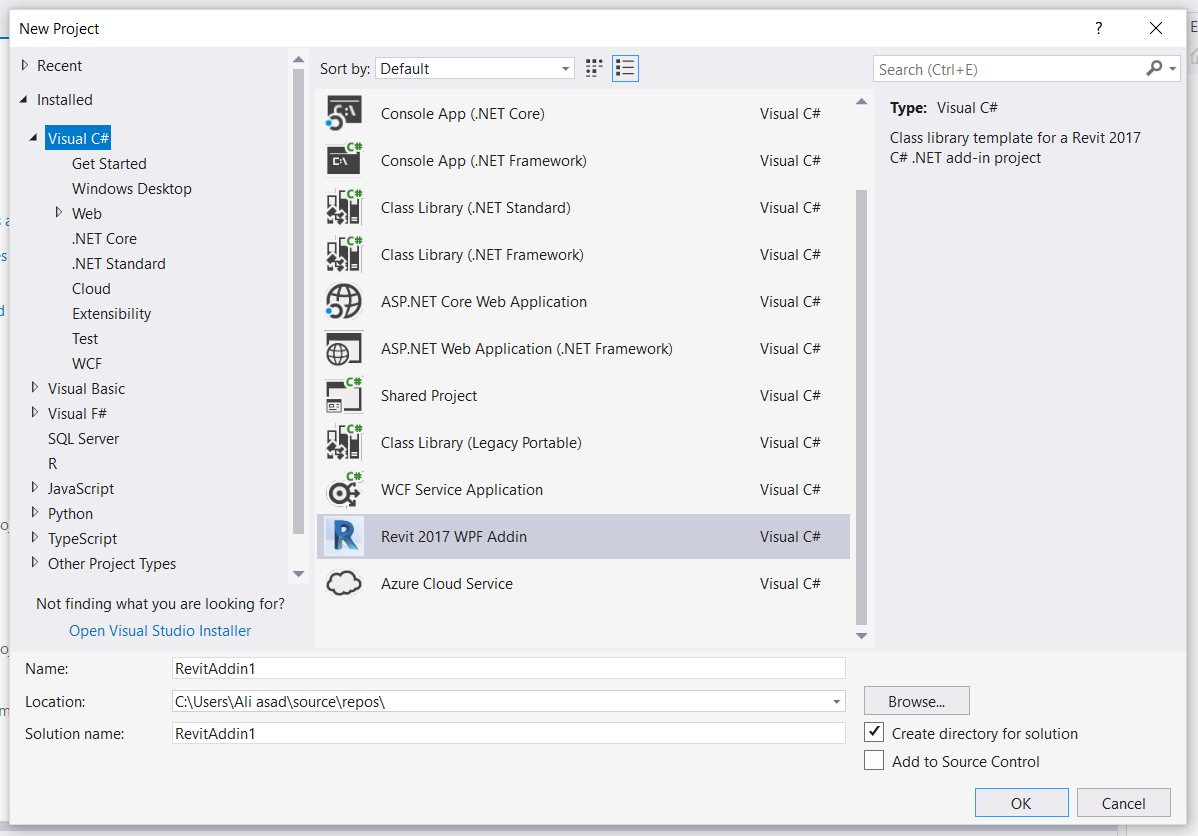 New Project
?
Recent
Installed
Visual C#
Get Started
Windows Desktop
Web
.NET Core
.NET Standard
Cloud
Extensibility
Test
WCF
Visual Basic
Visual F#
SQL Server
R
JavaScript
Python
TypeScript
Other Project Types
Not finding what you are looking for?
Open Visual Studio Installer
Sort by: Default
Console App (.NET Core) Visual C#
Console App (.NET Framework) Visual C#
Class Library (.NET Standard) Visual C#
Class Library (.NET Framework) Visual C#
ASP.NET Core Web Application Visual C#
ASP.NET Web Application (.NET Framework) Visual C#
Shared Project Visual C#
Class Library (Legacy Portable) Visual C#
WCF Service Application Visual C#
Revit 2017 WPF Addin Visual C#
Azure Cloud Service Visual C#
Search (Ctrl+E)
Type: Visual C#
Class library template for a Revit 2017
C# .NET add-in project
Name: RevitAddin1
Location: C:\Users\Ali asad\source\repos\
Browse...
Solution name: RevitAddin1
Create directory for solution
Add to Source Control
OK
Cancel